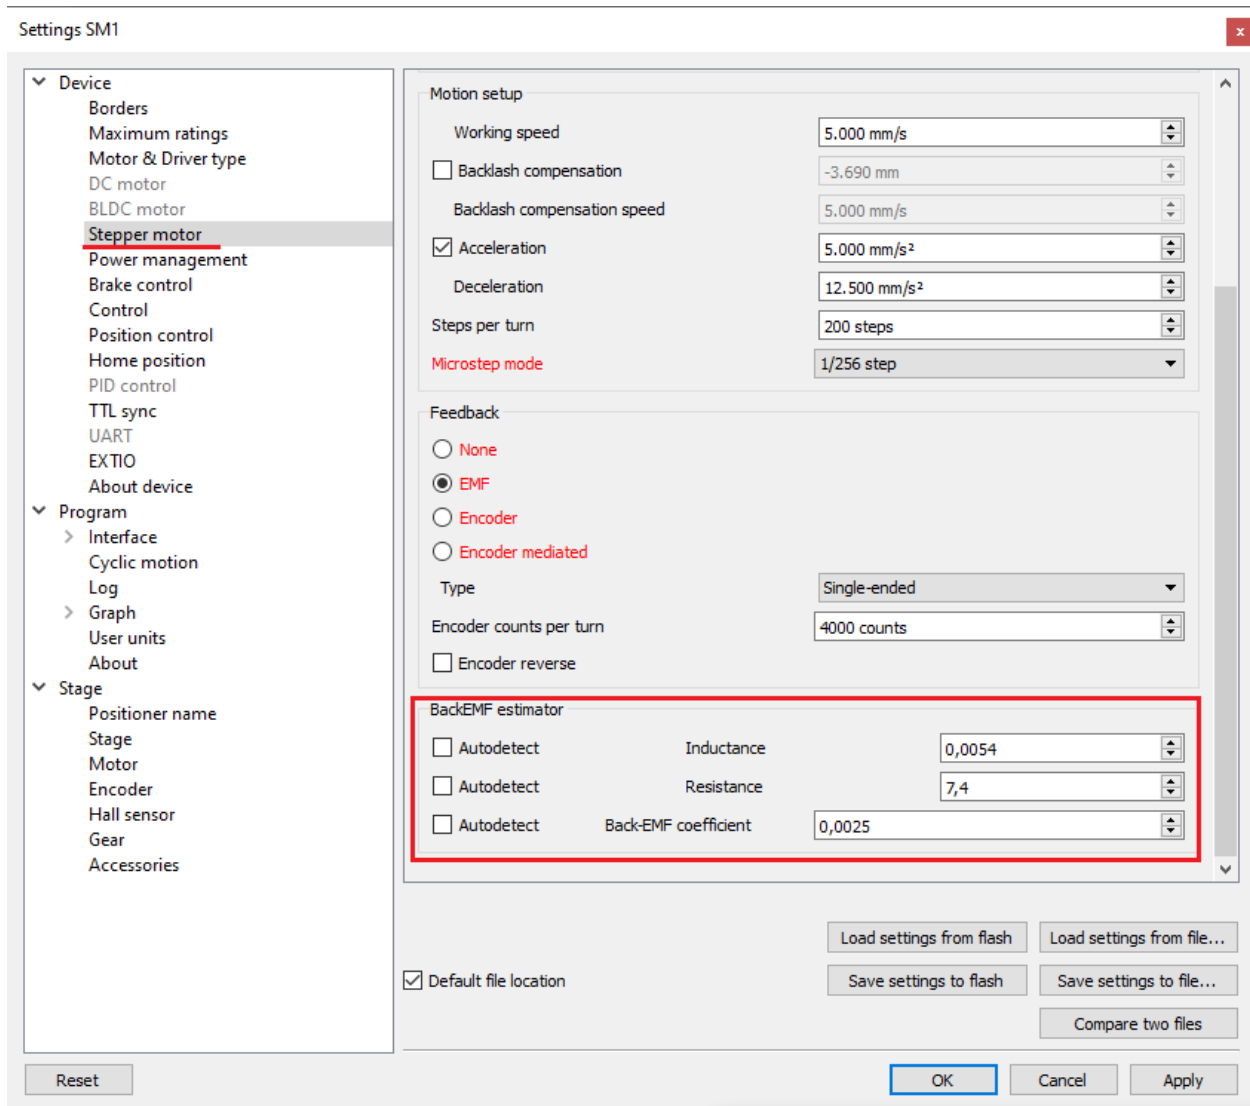 Settings SM1
x
Device
Borders
Maximum ratings
Motor & Driver type
DC motor
BLDC motor
Stepper motor
Power management
Brake control
Control
Position control
Home position
PID control
TTL sync
UART
EXTIO
About device
Program
Interface
Cyclic motion
Log
Graph
User units
About
Stage
Positioner name
Stage
Motor
Encoder
Hall sensor
Gear
Accessories
Motion setup
Working speed 5.000 mm/s
Backlash compensation -3.690 mm
Backlash compensation speed 5.000 mm/s
Acceleration 5.000 mm/s²
Deceleration 12.500 mm/s²
Steps per turn 200 steps
Microstep mode 1/256 step
Feedback
None
EMF
Encoder
Encoder mediated
Type Single-ended
Encoder counts per turn 4000 counts
Encoder reverse
BackEMF estimator
Autodetect Inductance 0,0054
Autodetect Resistance 7,4
Autodetect Back-EMF coefficient 0,0025
Load settings from flash Load settings from file...
Default file location Save settings to flash Save settings to file...
Compare two files
Reset OK Cancel Apply